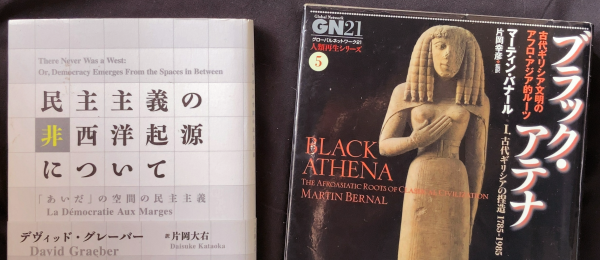 There Never Was a West:
Or, Democracy Emerges From the Spaces in Between
民主主義の
非西洋起源
について
「あいだ」の空間の民主主義
La Démocratie Aux Marges
デヴィッド・グレーバー
David Graeber
訳 片岡大右
Daisuke Kataoka
Global Network
GN21
グローバルネットワーク21
人類再生シリーズ
5
ブラック・アテナ
古代ギリシア文明の
アフロ・アジア的ルーツ
マーティン・バナール
片岡幸彦=監訳
I.古代ギリシアの捏造 1785-1985
BLACK
ATHENA
THE AFROASIATIC ROOTS OF CLASSICAL CIVILIZATION
MARTIN BERNAL